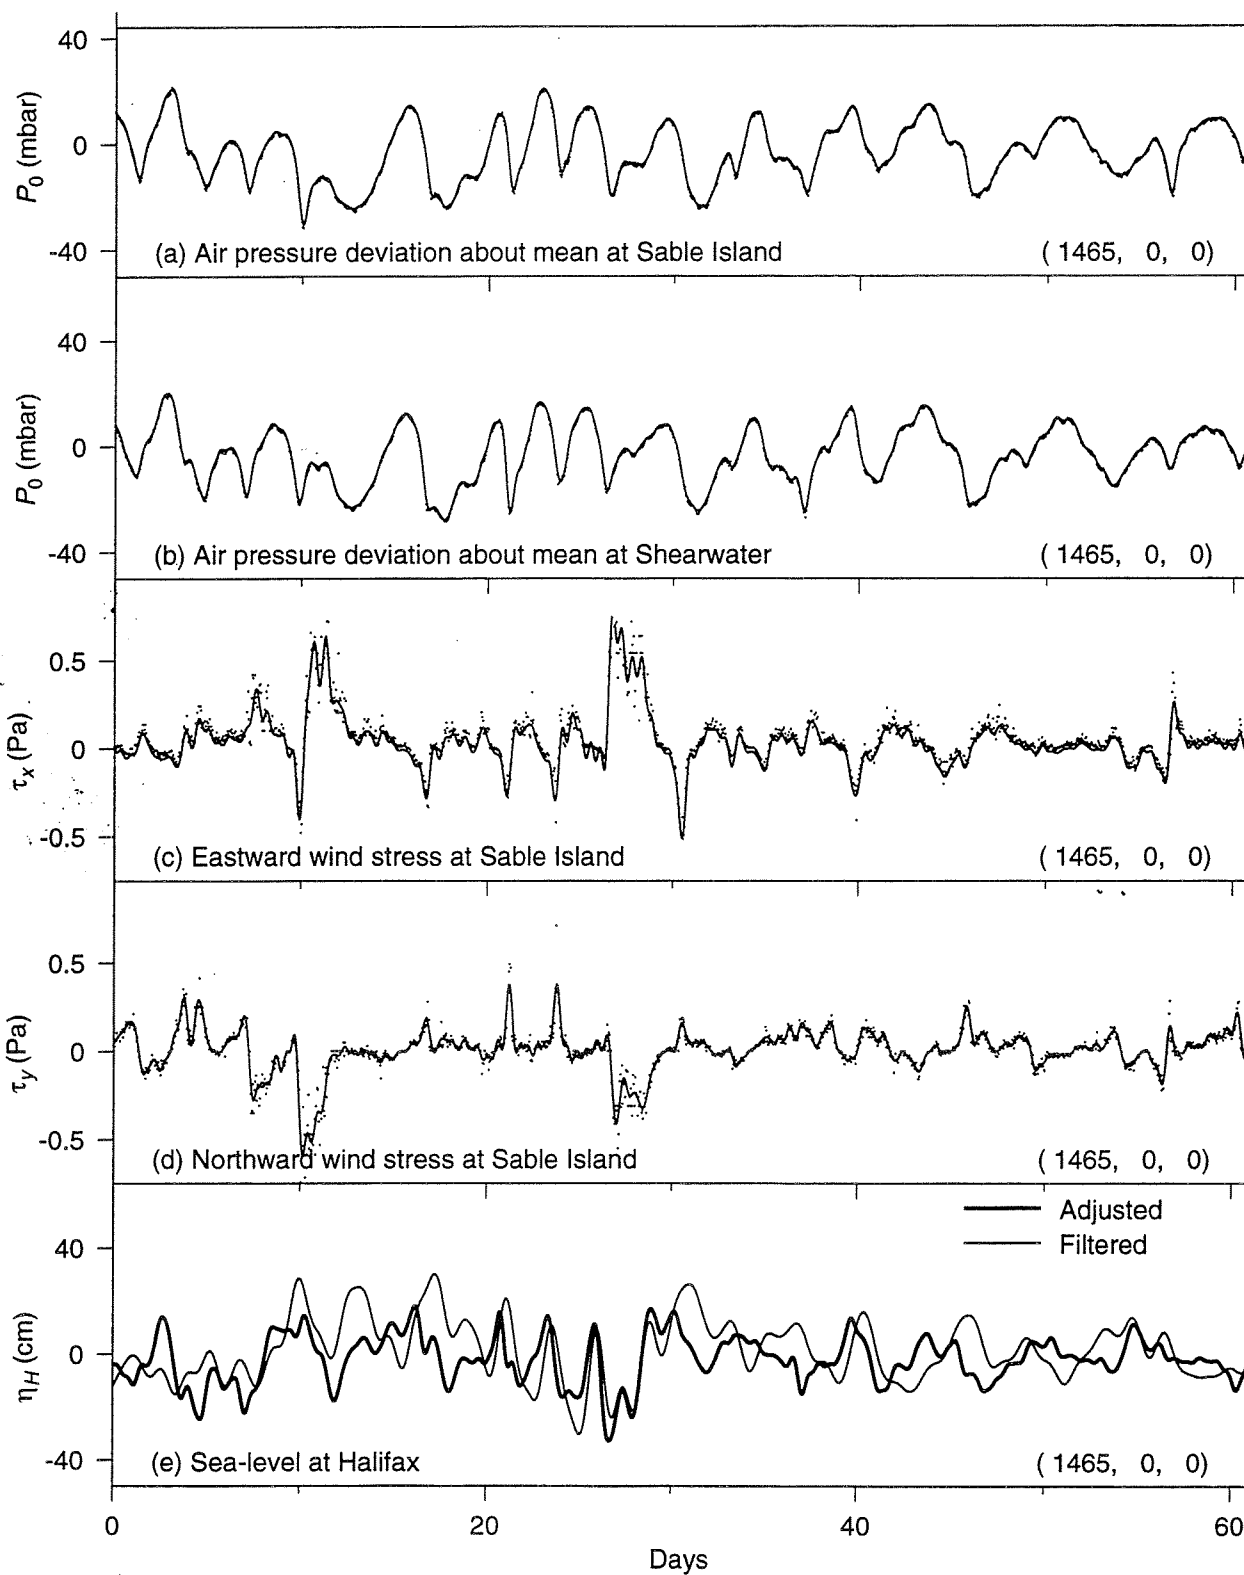 40
0
-40
P0 (mbar)
(a) Air pressure deviation about mean at Sable Island
( 1465, 0, 0)
40
0
-40
P0 (mbar)
(b) Air pressure deviation about mean at Shearwater
( 1465, 0, 0)
0.5
0
-0.5
τx (Pa)
(c) Eastward wind stress at Sable Island
( 1465, 0, 0)
0.5
0
-0.5
τy (Pa)
(d) Northward wind stress at Sable Island
( 1465, 0, 0)
Adjusted
Filtered
40
0
-40
ηH (cm)
(e) Sea-level at Halifax
( 1465, 0, 0)
0 20 40 60
Days